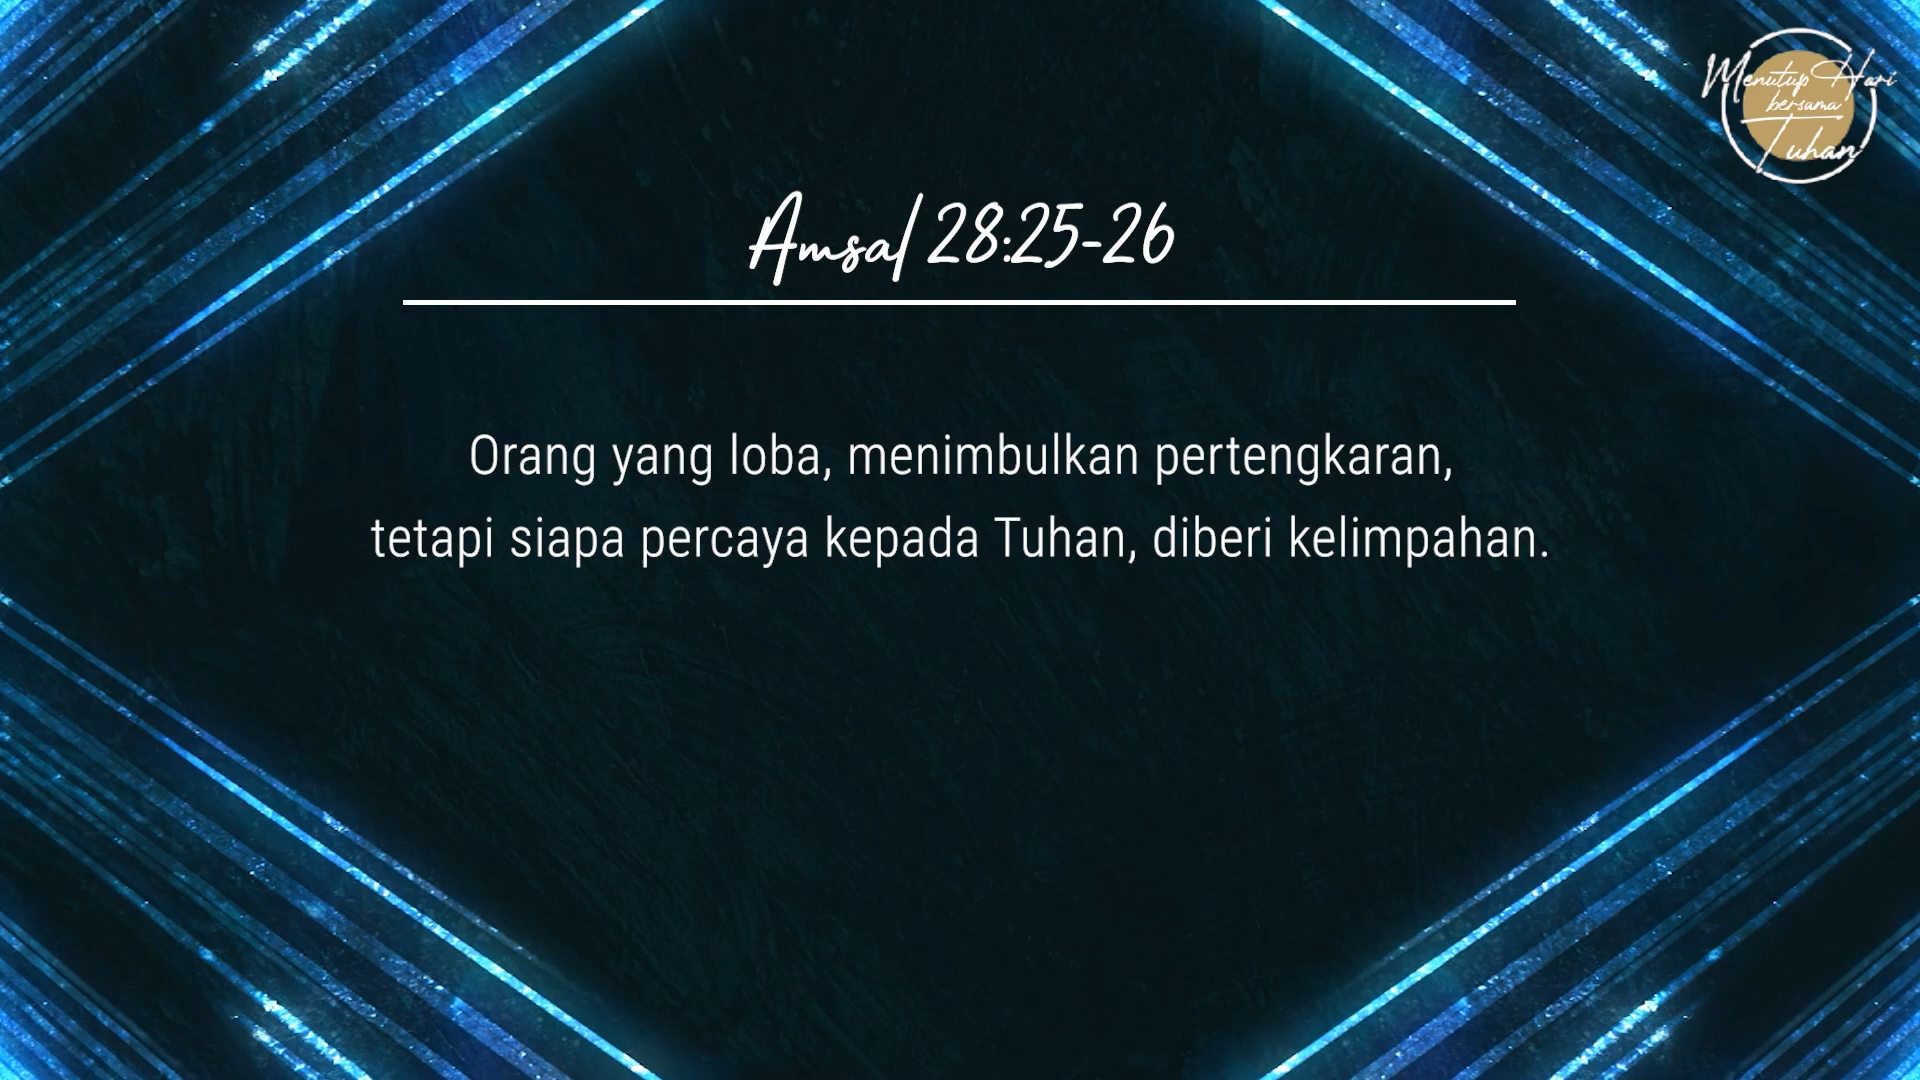 Menutup Hari
bersama
Tuhan
Amsal 28:25-26
Orang yang loba, menimbulkan pertengkaran,
tetapi siapa percaya kepada Tuhan, diberi kelimpahan.